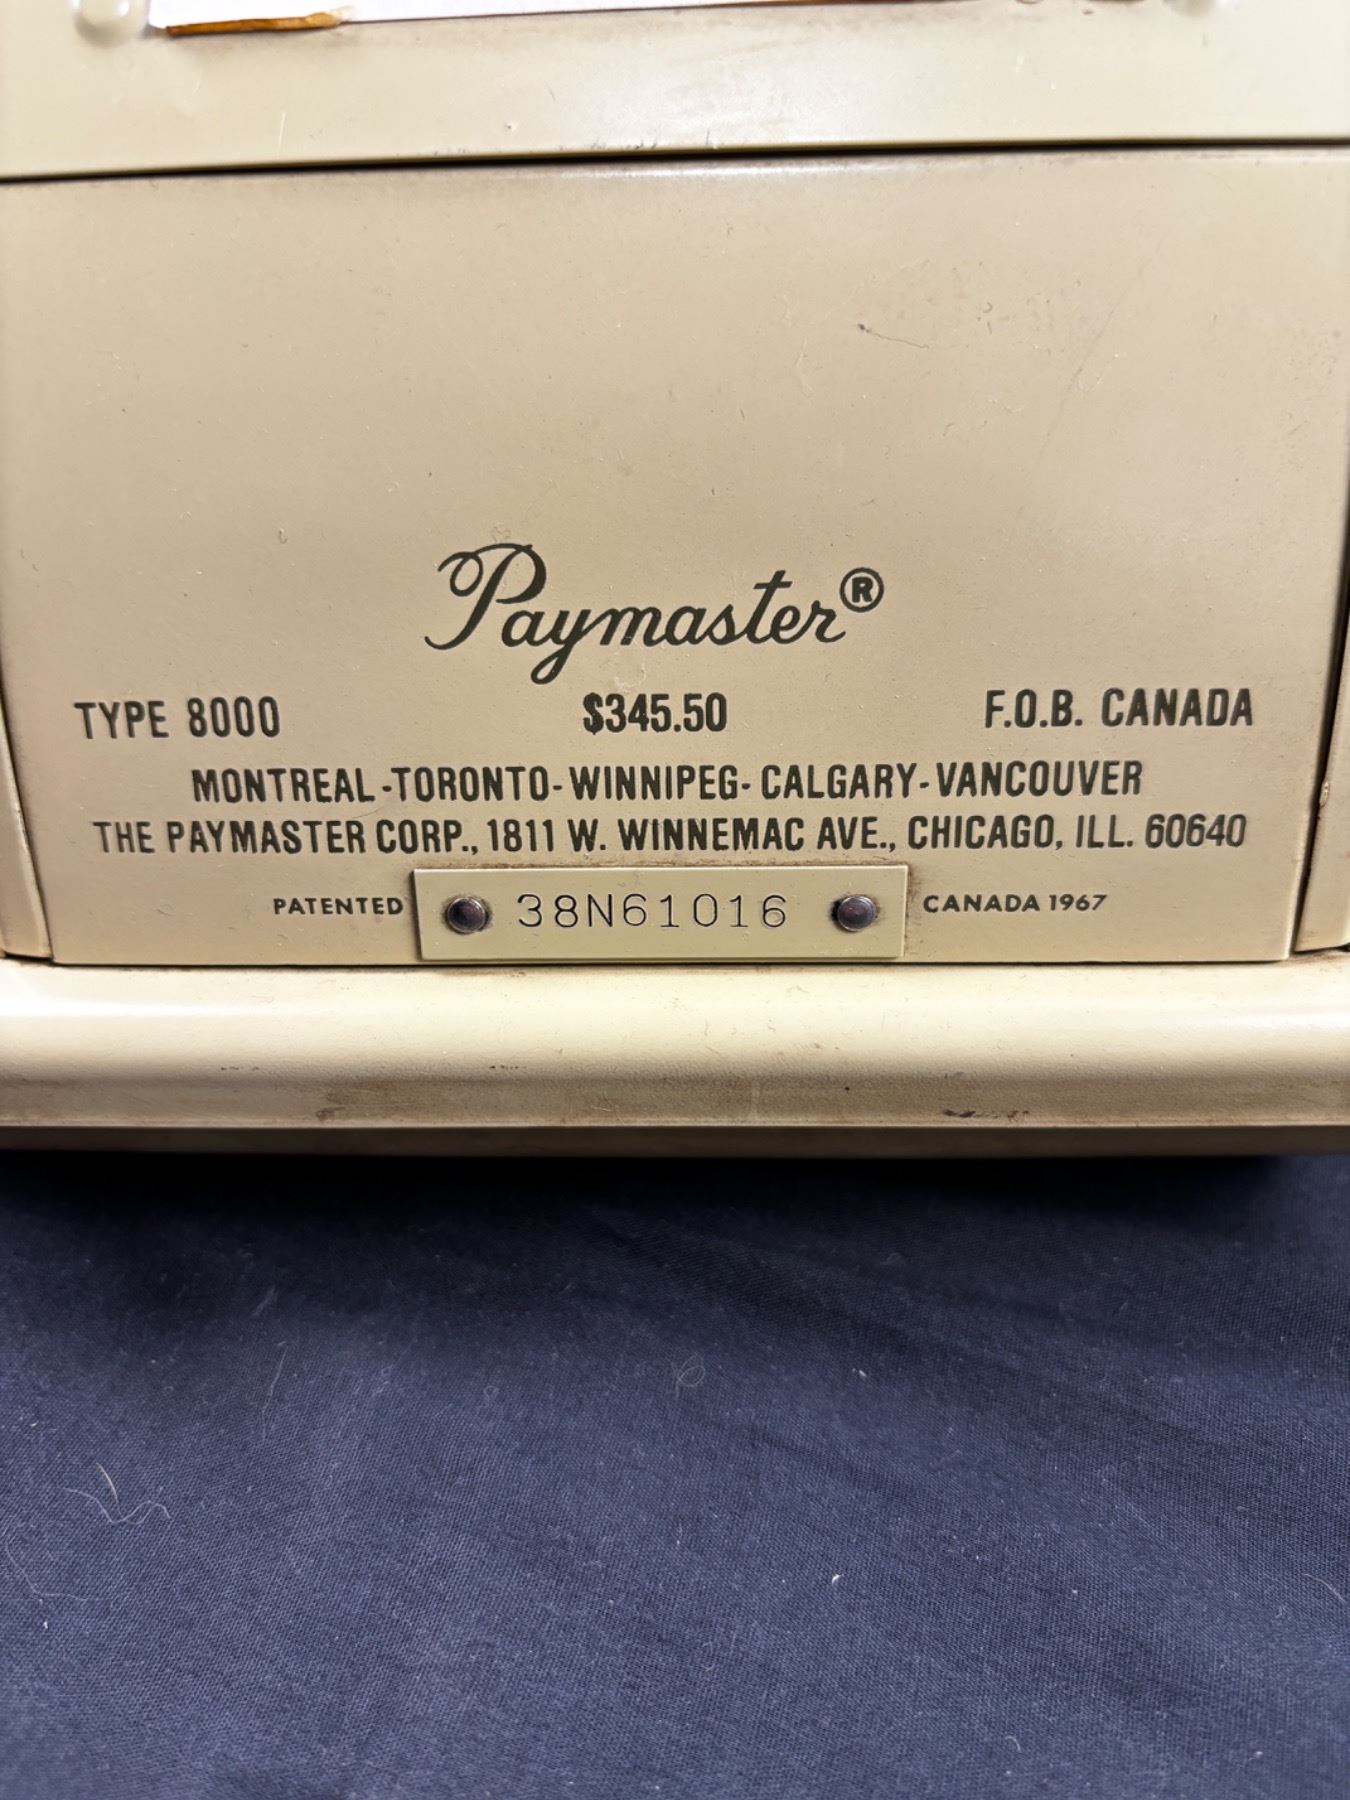 Paymaster®
TYPE 8000 $345.50 F.O.B. CANADA
MONTREAL-TORONTO-WINNIPEG-CALGARY-VANCOUVER
THE PAYMASTER CORP., 1811 W. WINNEMAC AVE., CHICAGO, ILL. 60640
PATENTED 38N61016 CANADA 1967